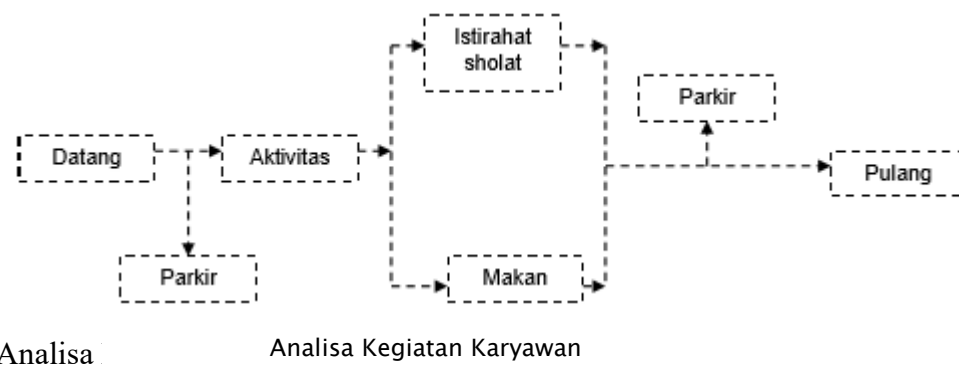 Istirahat
sholat
Parkir
Datang
Aktivitas
Pulang
Parkir
Makan
Analisa
Analisa Kegiatan Karyawan